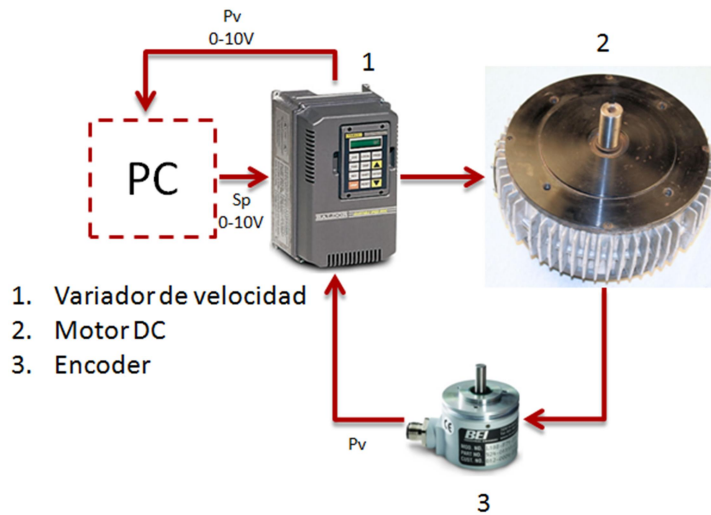 Pv
0-10V
1
2
PC
Sp
0-10V
1. Variador de velocidad
2. Motor DC
3. Encoder
BEI
Pv
3